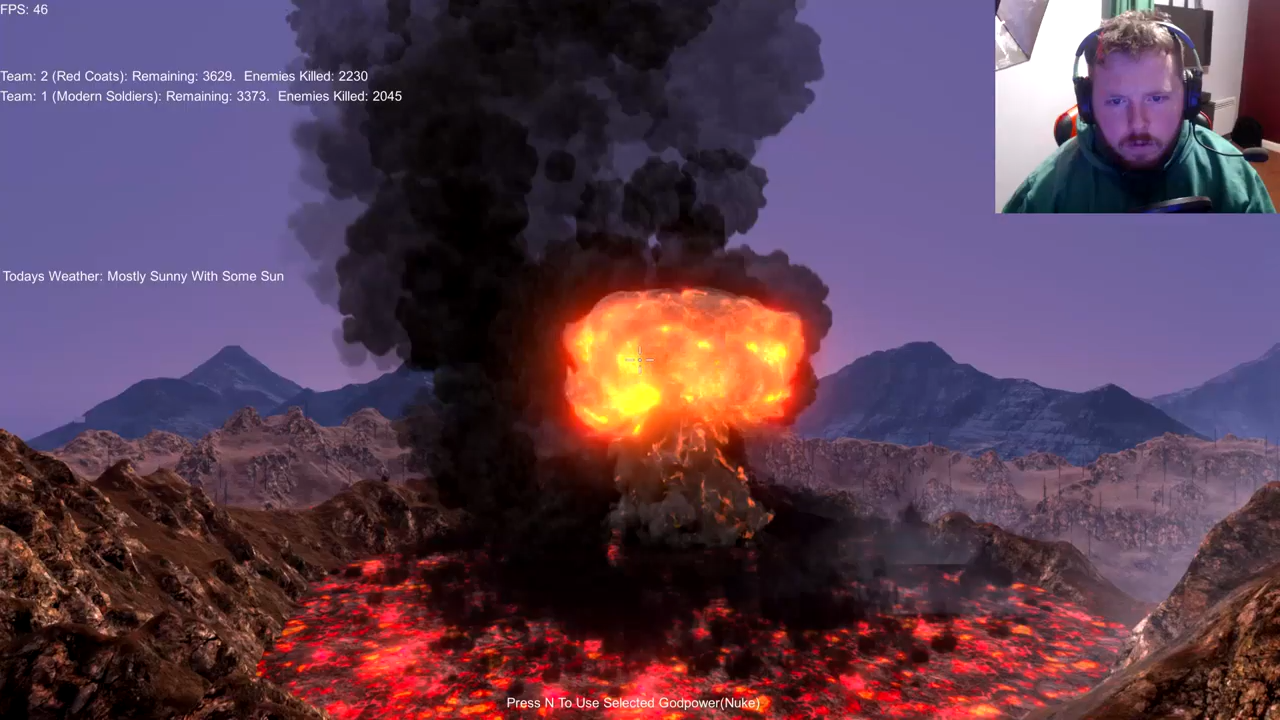 FPS: 46
Team: 2 (Red Coats): Remaining: 3629. Enemies Killed: 2230
Team: 1 (Modern Soldiers): Remaining: 3373. Enemies Killed: 2045
Todays Weather: Mostly Sunny With Some Sun
Press N To Use Selected Godpower(Nuke)